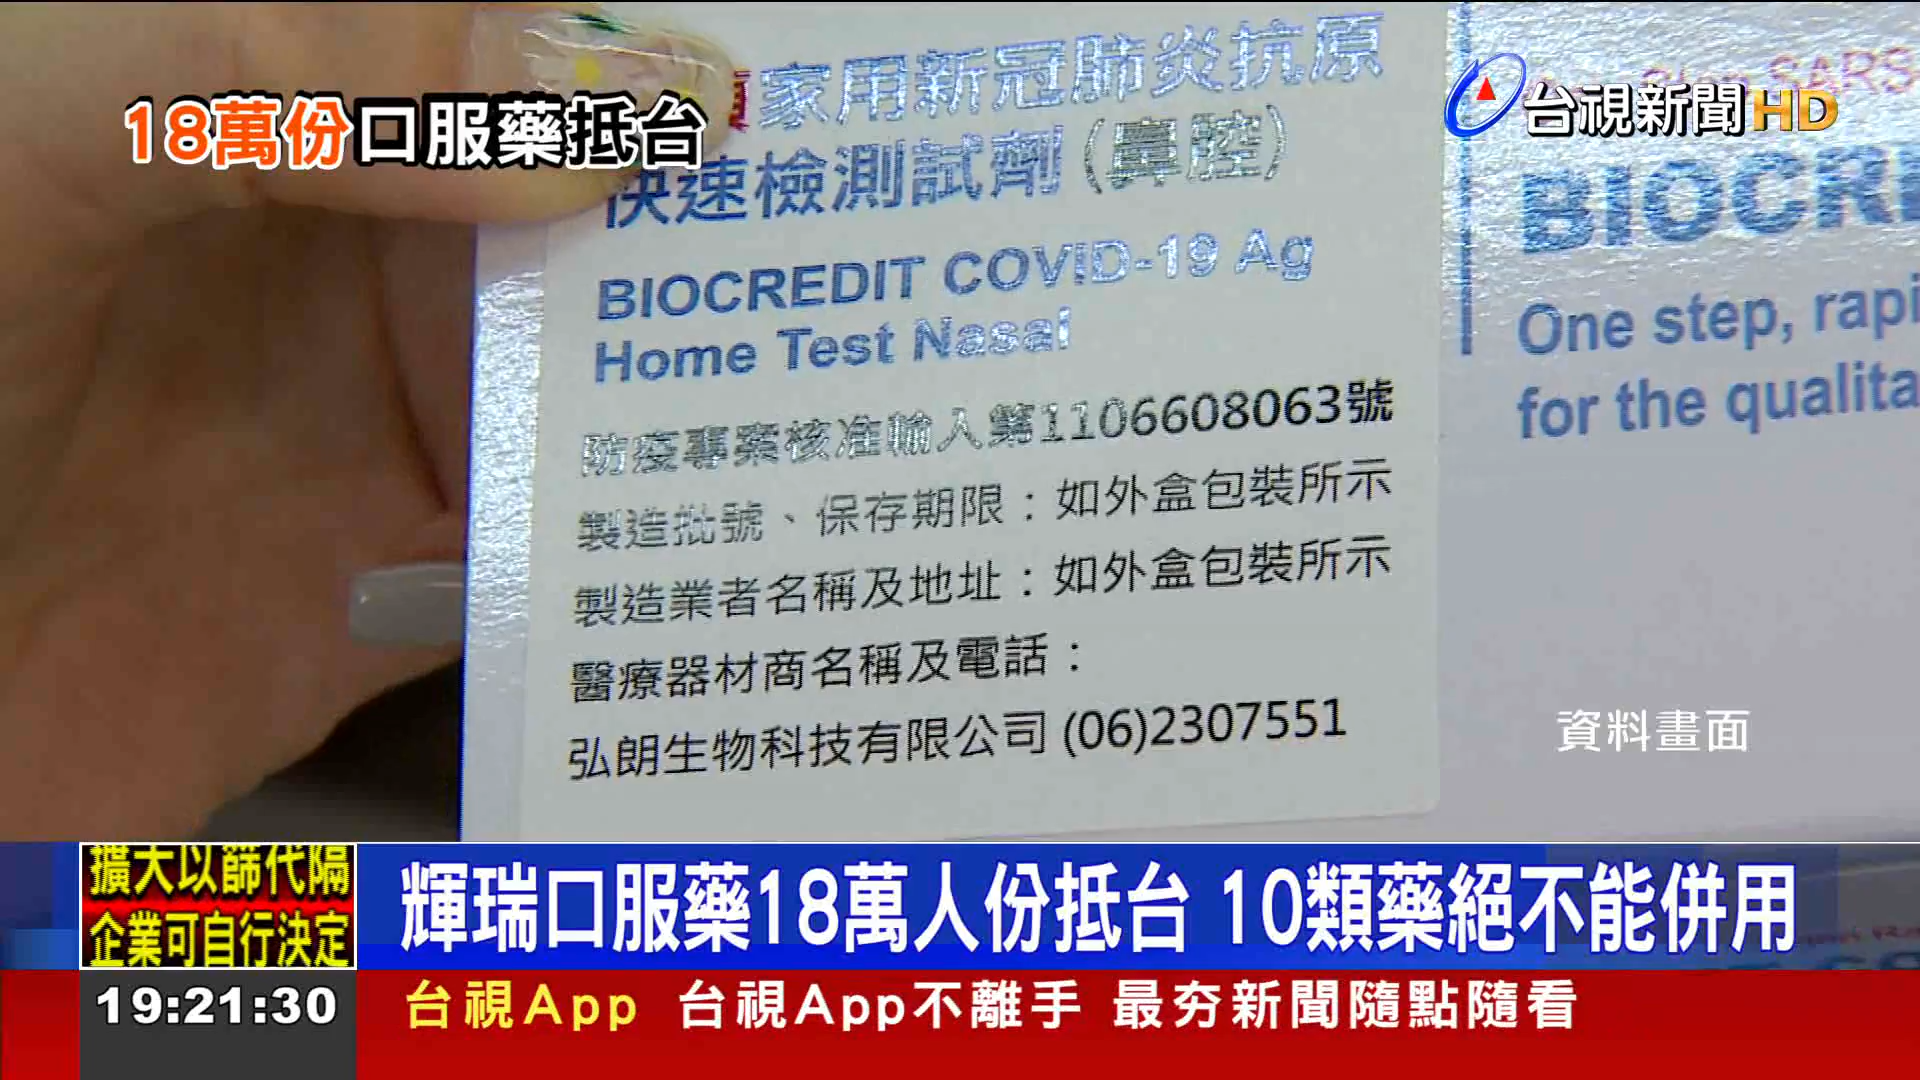 18萬份口服藥抵台
台視新聞HD
家用新冠肺炎抗原
快速檢測試劑(鼻腔)
BIOCREDIT COVID-19 Ag
Home Test Nasal
防疫專案核准輸入第1106608063號
製造批號、保存期限：如外盒包裝所示
製造業者名稱及地址：如外盒包裝所示
醫療器材商名稱及電話：
弘朗生物科技有限公司 (06)2307551
One step, rapi
for the qualita
資料畫面
擴大以篩代隔
企業可自行決定
輝瑞口服藥18萬人份抵台 10類藥絕不能併用
19:21:30
台視App 台視App不離手 最夯新聞隨點隨看